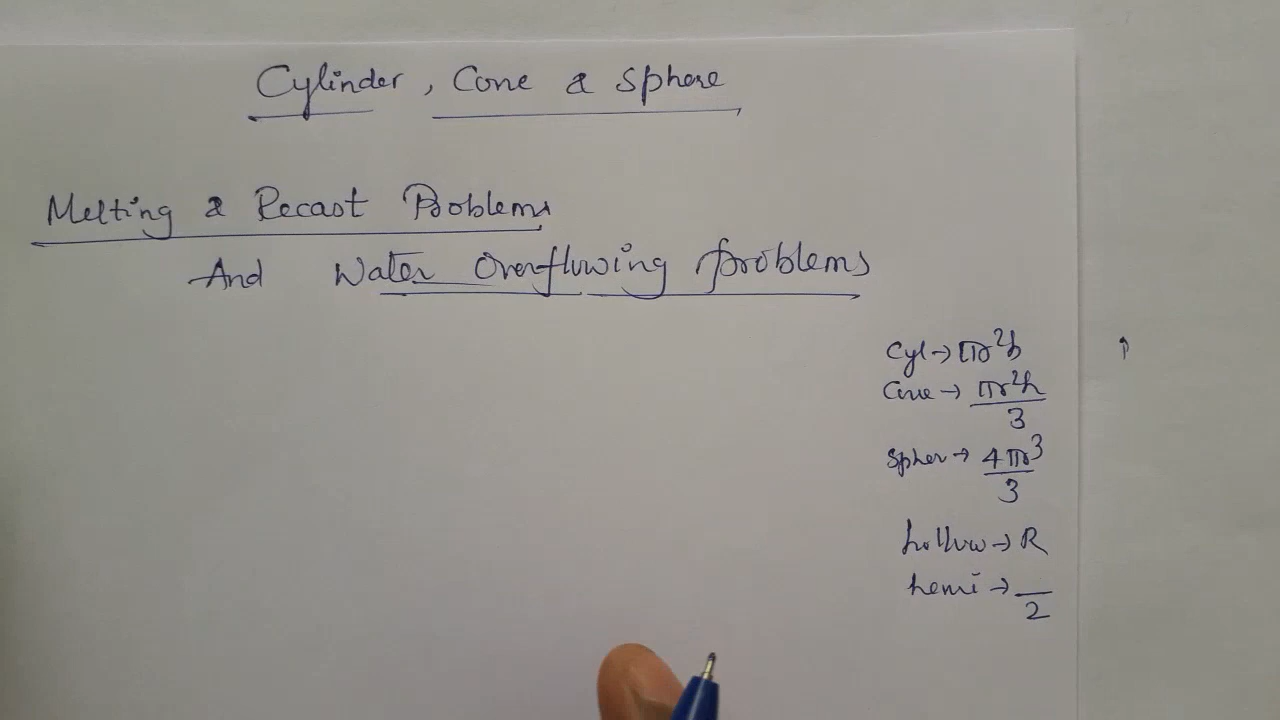 Cylinder, Cone & Sphere
Melting & Recast Problems
And Water Overflowing Problems
Cyl → πr²h
Cone → πr²h/3
Spher → 4πr³/3
hollow → R
hemi → —/2